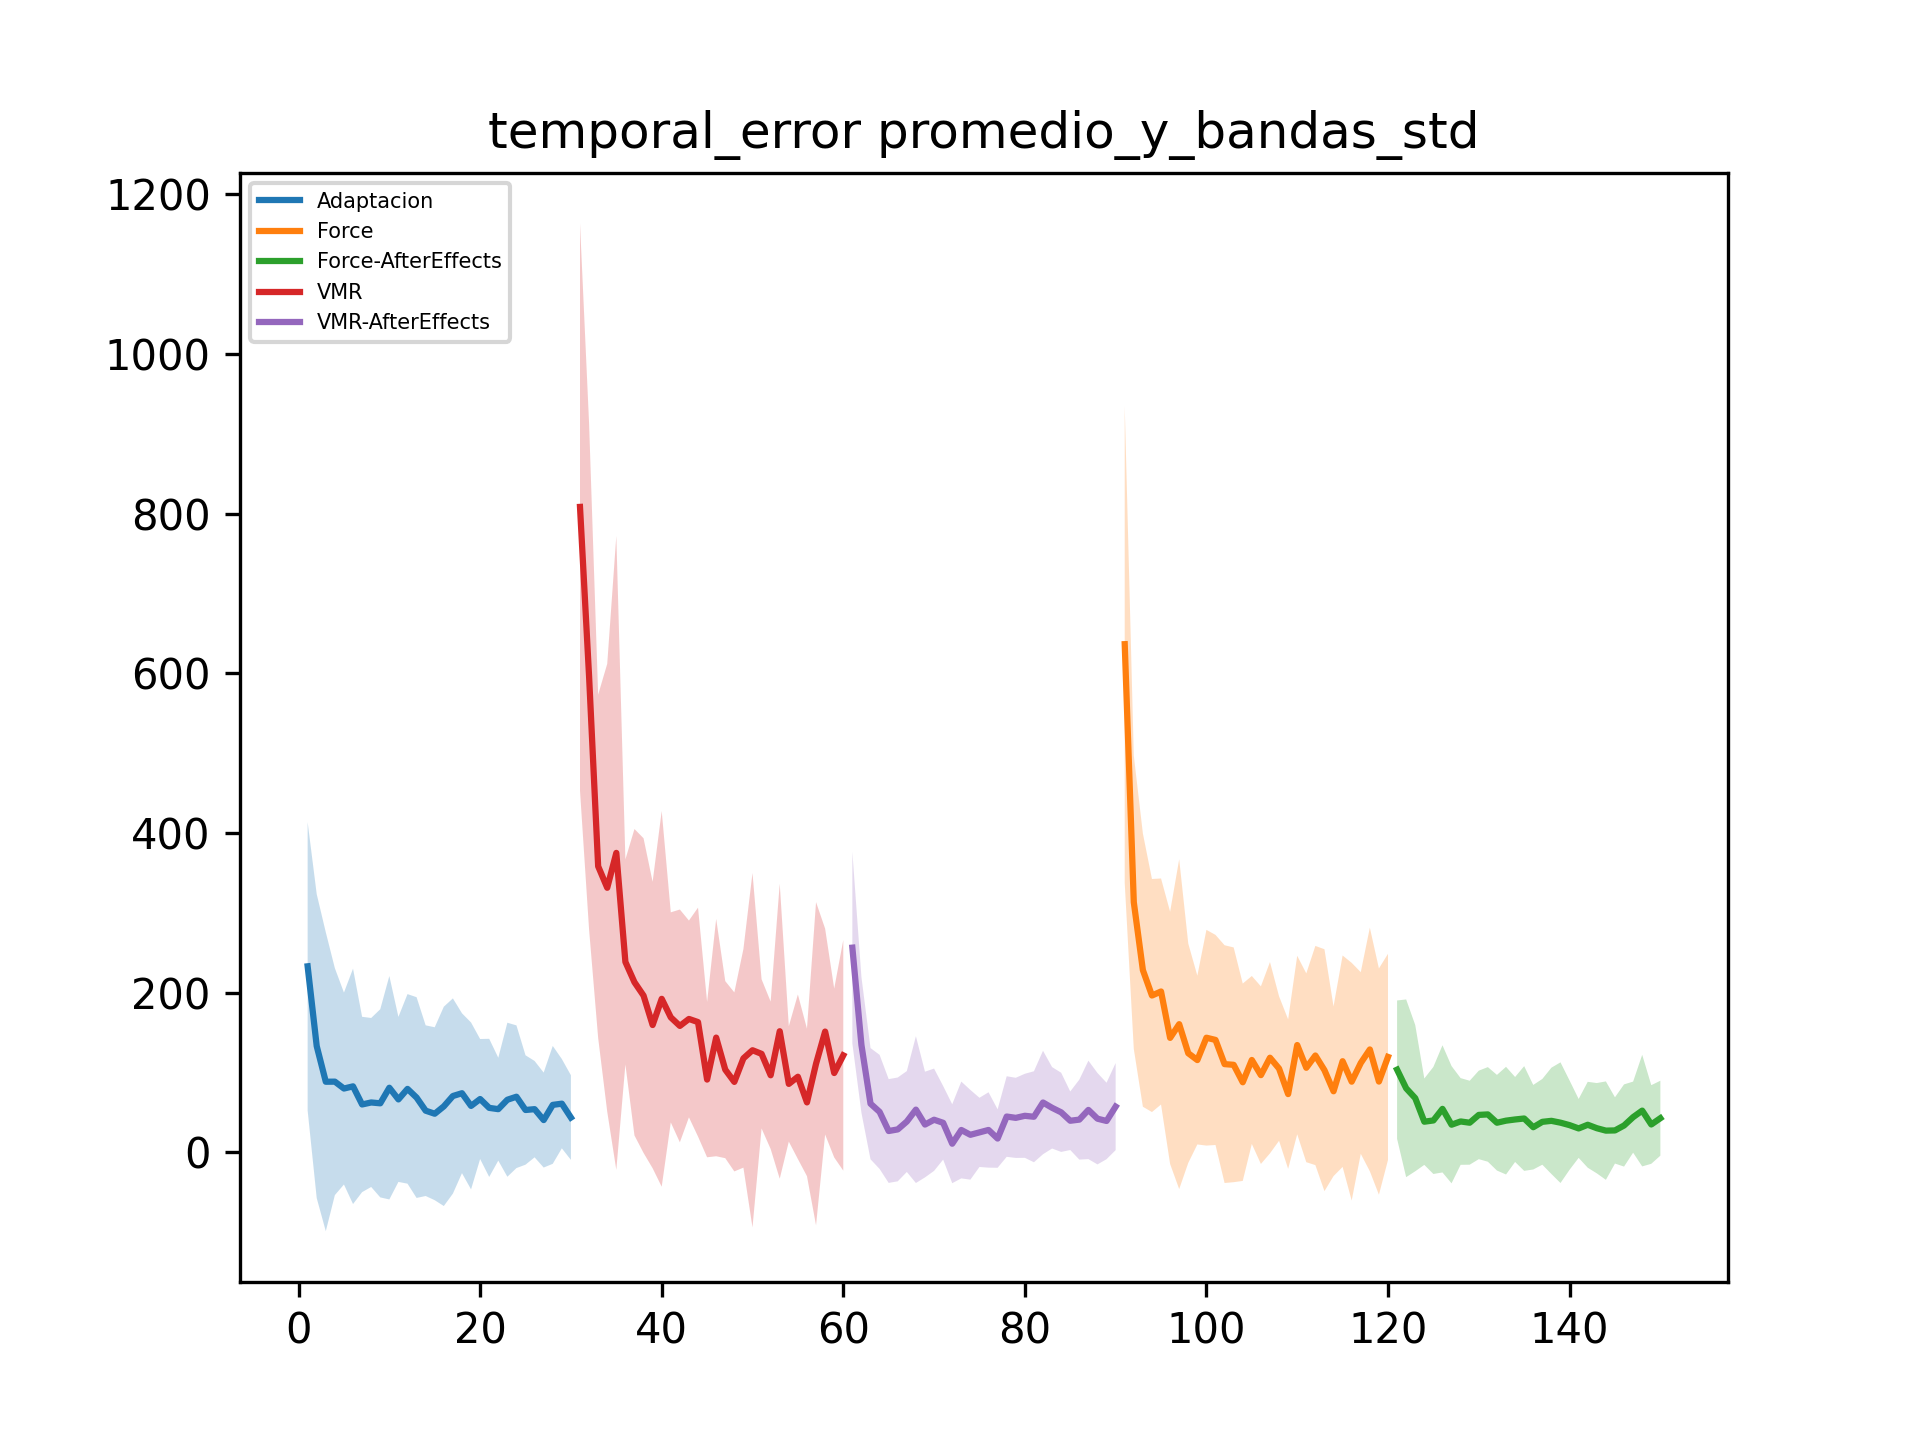 temporal_error promedio_y_bandas_std
1200
1000
800
600
400
200
0
Adaptacion
Force
Force-AfterEffects
VMR
VMR-AfterEffects
0 20 40 60 80 100 120 140